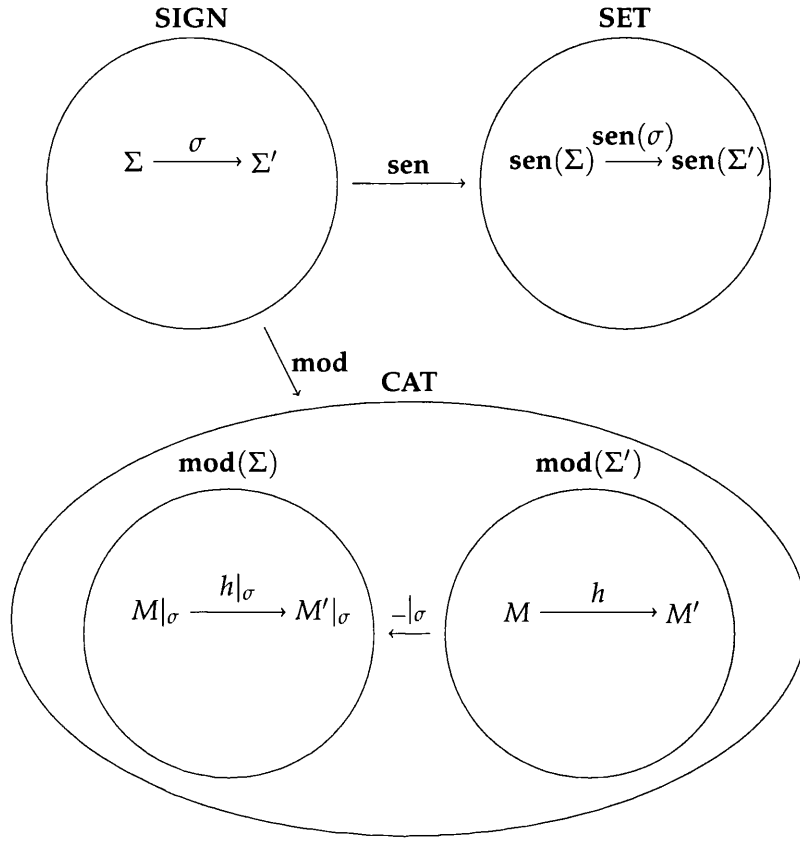 SIGN SET
Σ σ Σ′
sen
sen(Σ) sen(σ) sen(Σ′)
mod
CAT
mod(Σ) mod(Σ′)
M|σ h|σ M′|σ
_|σ
M h M′